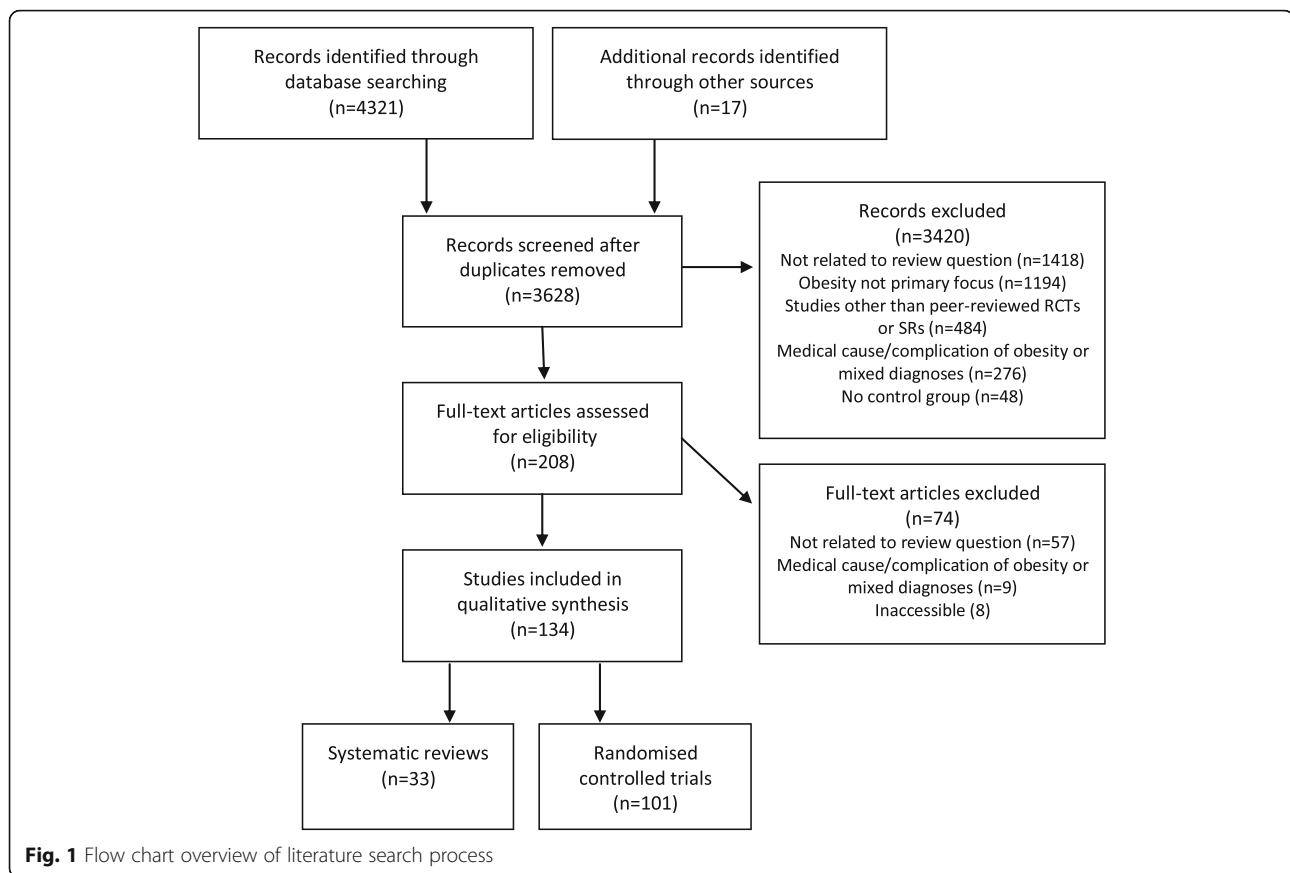 Records identified through
database searching
(n=4321)
Additional records identified
through other sources
(n=17)
Records screened after
duplicates removed
(n=3628)
Records excluded
(n=3420)
Not related to review question (n=1418)
Obesity not primary focus (n=1194)
Studies other than peer-reviewed RCTs
or SRs (n=484)
Medical cause/complication of obesity or
mixed diagnoses (n=276)
No control group (n=48)
Full-text articles assessed
for eligibility
(n=208)
Full-text articles excluded
(n=74)
Not related to review question (n=57)
Medical cause/complication of obesity or
mixed diagnoses (n=9)
Inaccessible (8)
Studies included in
qualitative synthesis
(n=134)
Systematic reviews
(n=33)
Randomised
controlled trials
(n=101)
Fig. 1 Flow chart overview of literature search process